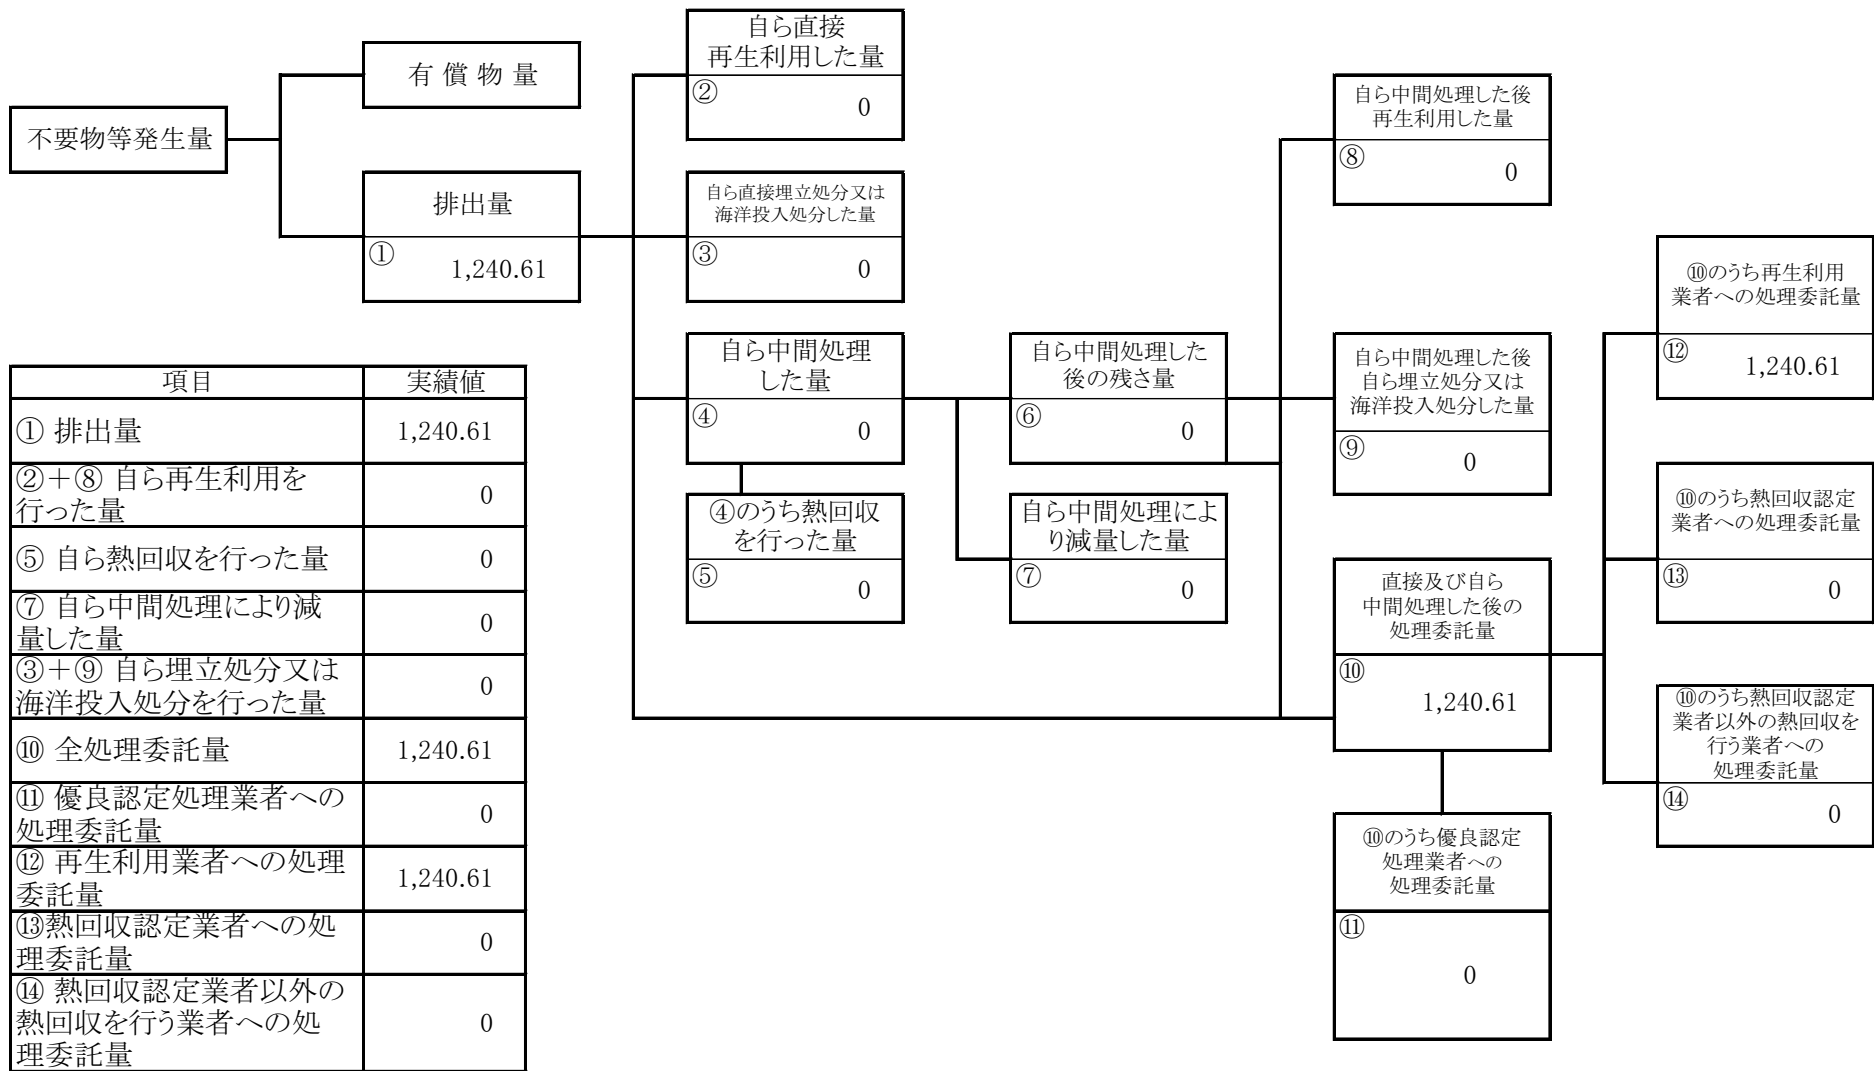 不要物等発生量
有償物量
排出量
①
1,240.61
自ら直接
再生利用した量
②
0
自ら直接埋立処分又は
海洋投入処分した量
③
0
自ら中間処理
した量
④
0
④のうち熱回収
を行った量
⑤
0
自ら中間処理した
後の残さ量
⑥
0
自ら中間処理によ
り減量した量
⑦
0
自ら中間処理した後
再生利用した量
⑧
0
自ら中間処理した後
自ら埋立処分又は
海洋投入処分した量
⑨
0
直接及び自ら
中間処理した後の
処理委託量
⑩
1,240.61
⑩のうち優良認定
処理業者への
処理委託量
⑪
0
⑩のうち再生利用
業者への処理委託量
⑫
1,240.61
⑩のうち熱回収認定
業者への処理委託量
⑬
0
⑩のうち熱回収認定
業者以外の熱回収を
行う業者への
処理委託量
⑭
0
項目 実績値
① 排出量 1,240.61
②＋⑧ 自ら再生利用を
行った量
0
⑤ 自ら熱回収を行った量 0
⑦ 自ら中間処理により減
量した量
0
③＋⑨ 自ら埋立処分又は
海洋投入処分を行った量
0
⑩ 全処理委託量 1,240.61
⑪ 優良認定処理業者への
処理委託量
0
⑫ 再生利用業者への処理
委託量
1,240.61
⑬熱回収認定業者への処
理委託量
0
⑭ 熱回収認定業者以外の
熱回収を行う業者への処
理委託量
0